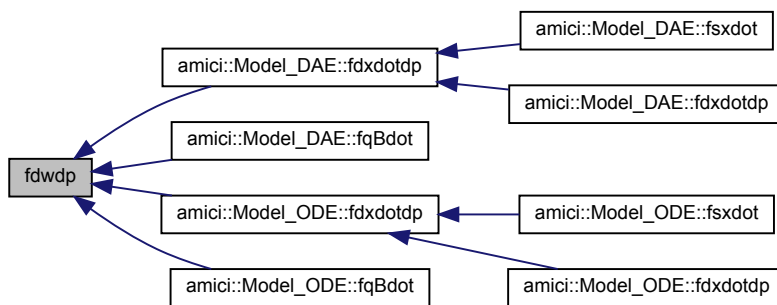 amici::Model_DAE::fsxdot
amici::Model_DAE::fdxdotdp
amici::Model_DAE::fdxdotdp
amici::Model_DAE::fqBdot
fdwdp
amici::Model_ODE::fdxdotdp
amici::Model_ODE::fsxdot
amici::Model_ODE::fqBdot
amici::Model_ODE::fdxdotdp